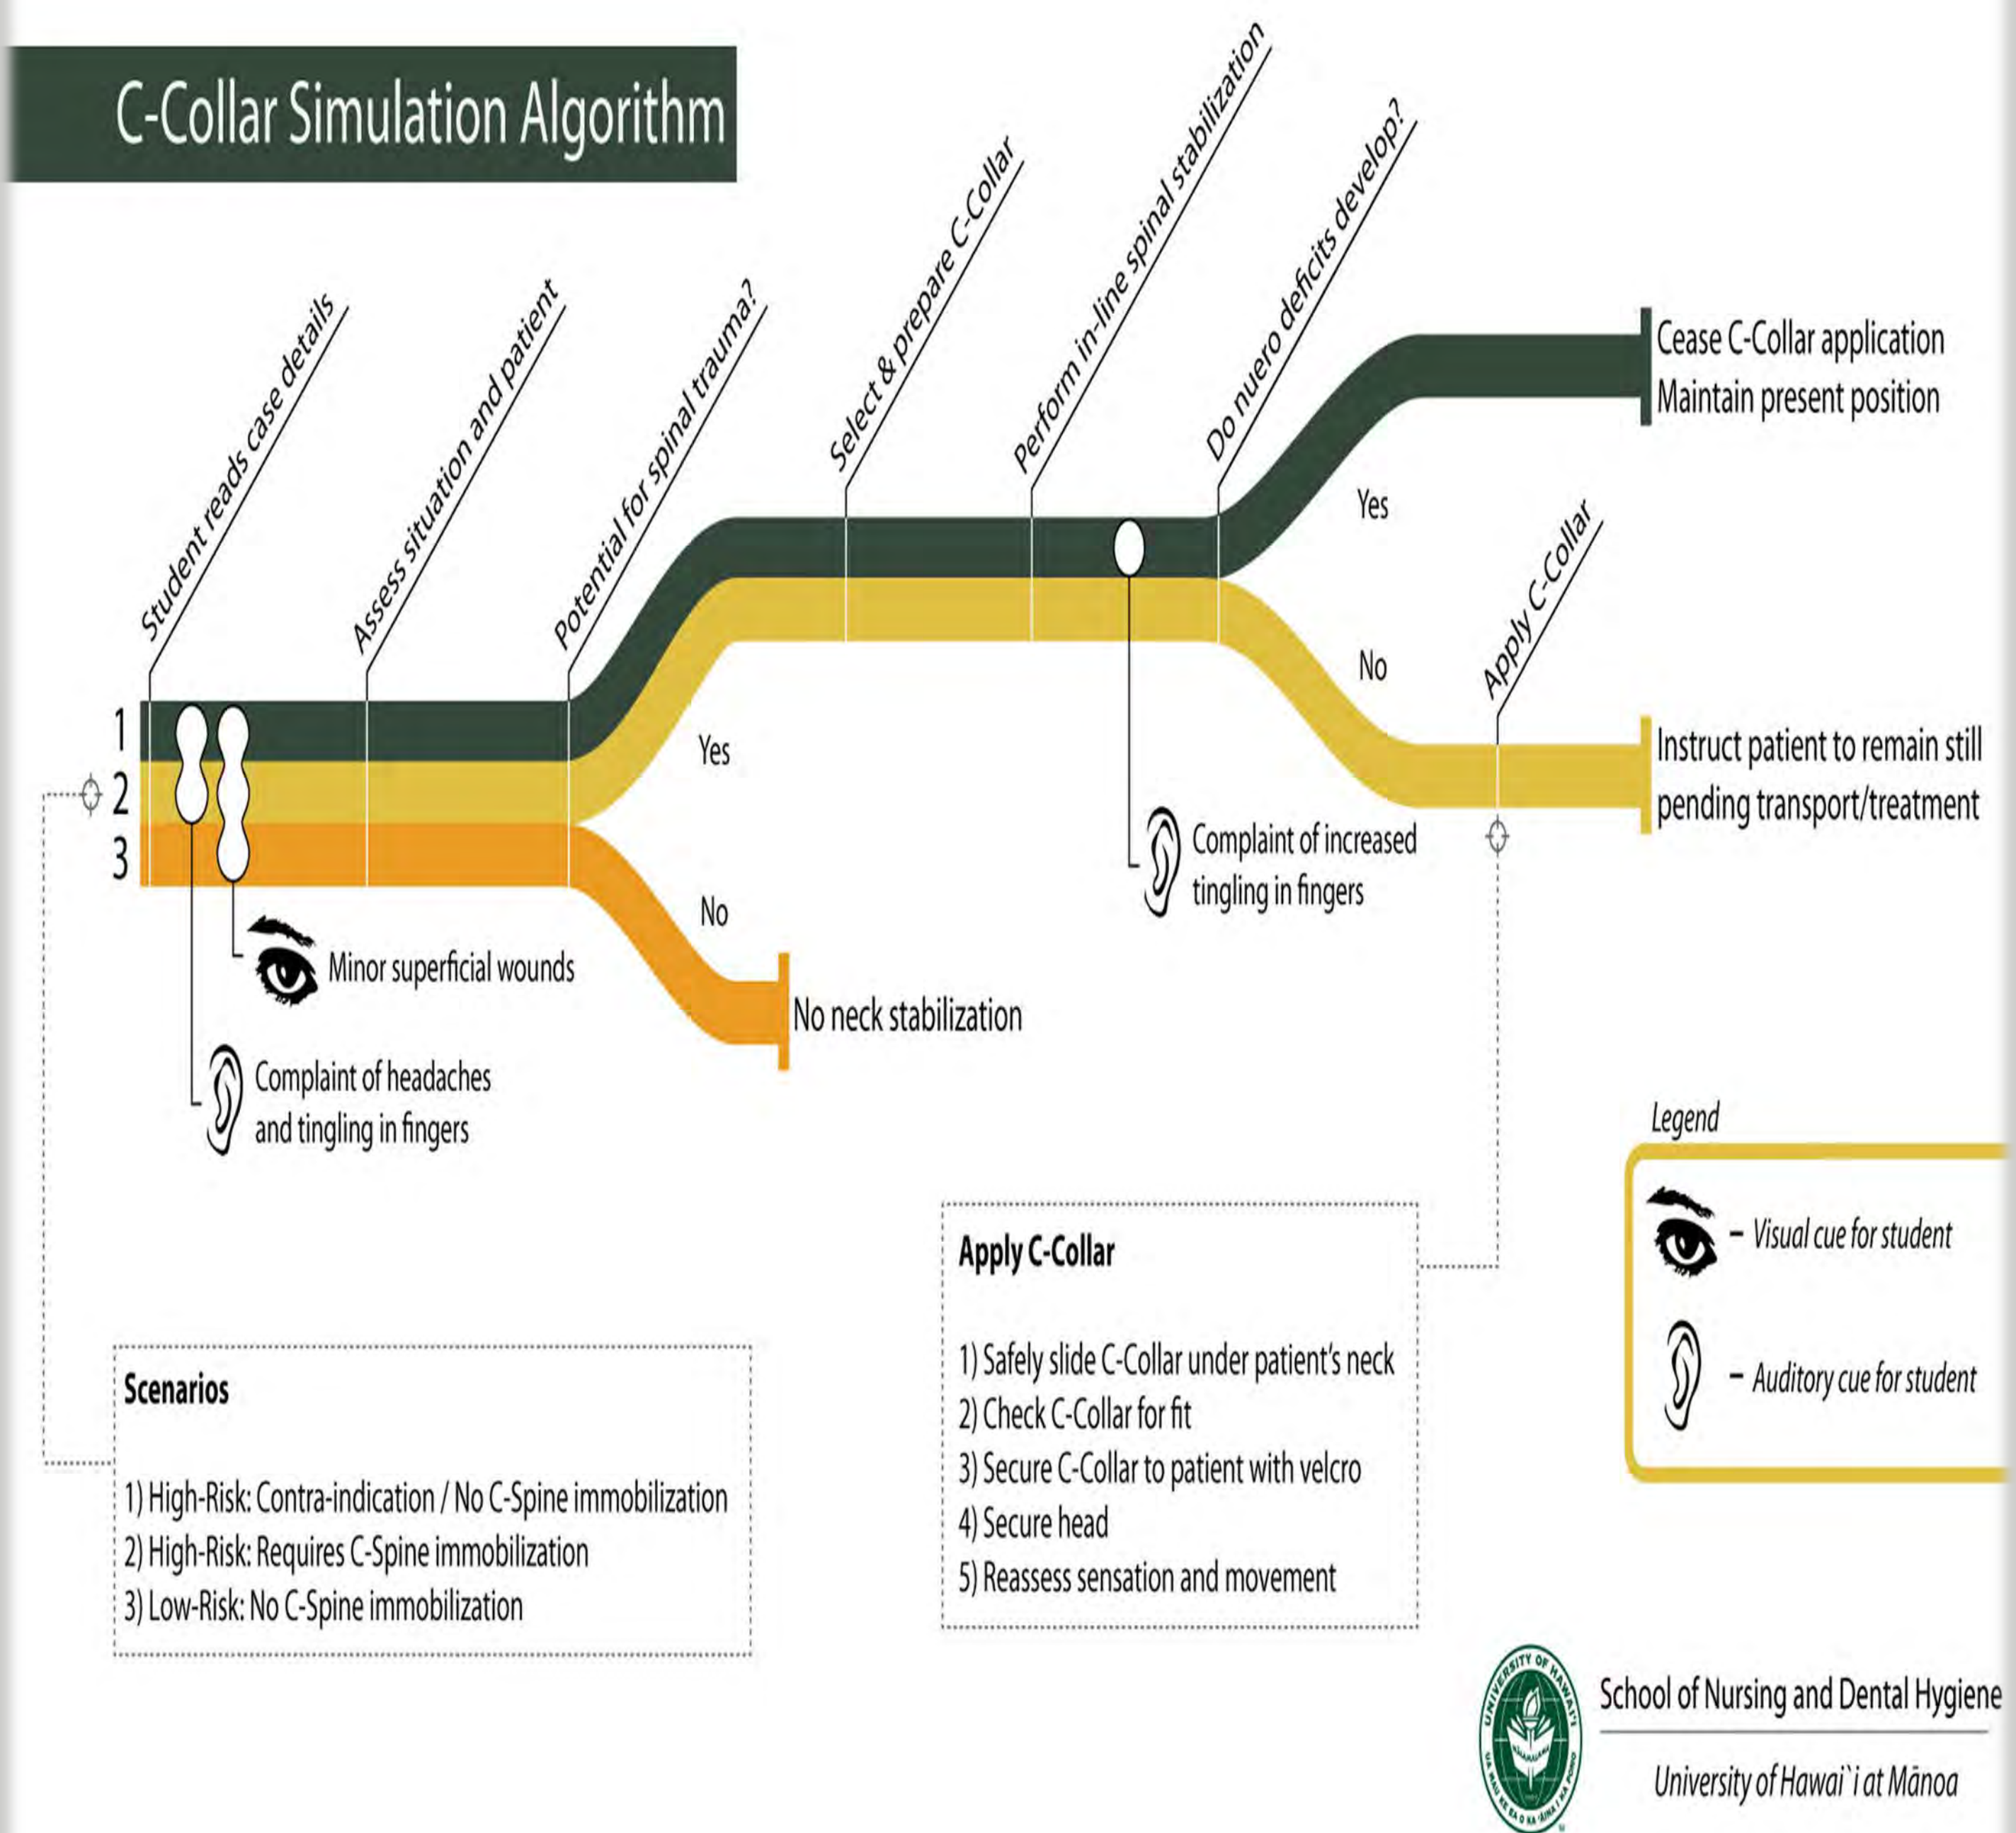 C-Collar Simulation Algorithm
Student reads case details
Assess situation and patient
Potential for spinal trauma?
Select & prepare C-Collar
Perform in-line spinal stabilization
Do nuero deficits develop?
Cease C-Collar application
Maintain present position
Yes
No
Apply C-Collar
Instruct patient to remain still
pending transport/treatment
1
2
3
Yes
No
Complaint of increased
tingling in fingers
Minor superficial wounds
No neck stabilization
Complaint of headaches
and tingling in fingers
Legend
– Visual cue for student
– Auditory cue for student
Apply C-Collar
1) Safely slide C-Collar under patient's neck
2) Check C-Collar for fit
3) Secure C-Collar to patient with velcro
4) Secure head
5) Reassess sensation and movement
Scenarios
1) High-Risk: Contra-indication / No C-Spine immobilization
2) High-Risk: Requires C-Spine immobilization
3) Low-Risk: No C-Spine immobilization
UNIVERSITY OF HAWAI'I
School of Nursing and Dental Hygiene
University of Hawai`i at Mānoa